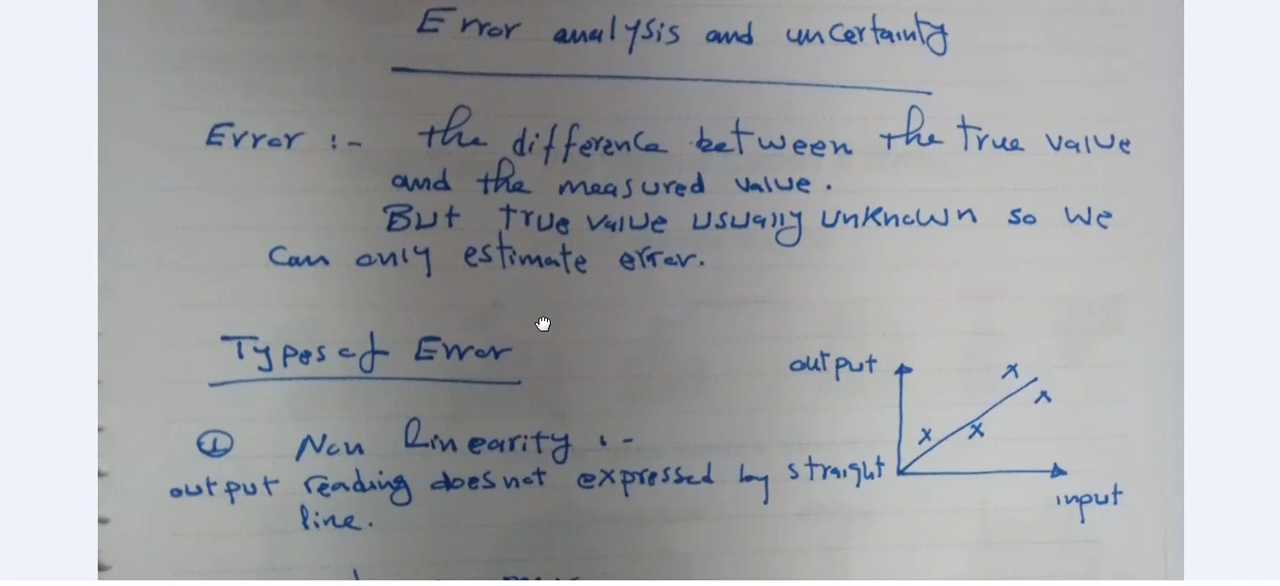 Error analysis and uncertainty
Error :- the difference between the true value
and the measured value.
But true value usually unknown so we
can only estimate error.
Types of Error
output
① Non linearity :-
output reading does not expressed by straight
line.
input